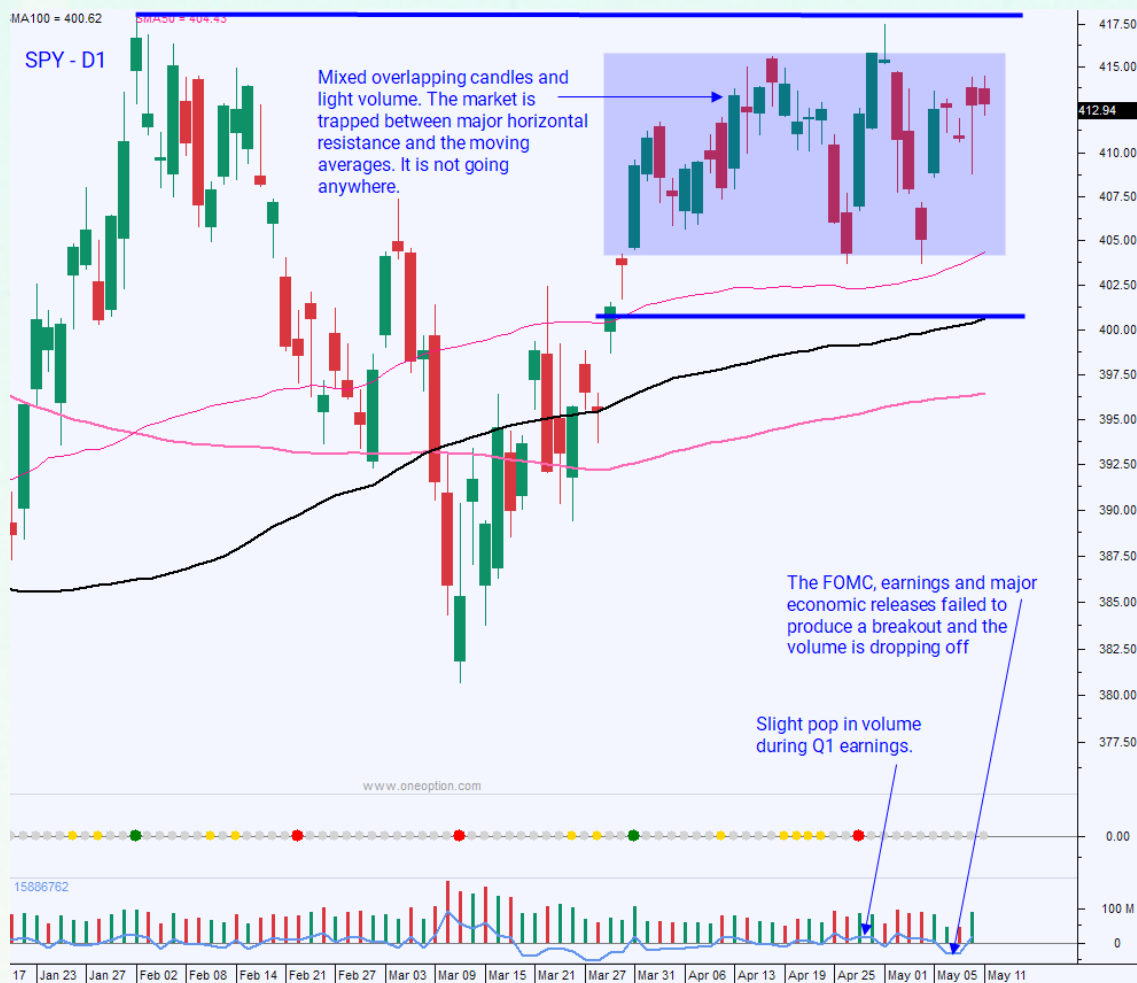 MA100 = 400.62
SMA50 = 404.43
SPY - D1
Mixed overlapping candles and
light volume. The market is
trapped between major horizontal
resistance and the moving
averages. It is not going
anywhere.
417.50
415.00
412.94
410.00
407.50
405.00
402.50
400.00
397.50
395.00
392.50
390.00
387.50
385.00
382.50
380.00
377.50
The FOMC, earnings and major
economic releases failed to
produce a breakout and the
volume is dropping off
Slight pop in volume
during Q1 earnings.
www.oneoption.com
0.00
15886762
100 M
0
17 Jan 23 Jan 27 Feb 02 Feb 08 Feb 14 Feb 21 Feb 27 Mar 03 Mar 09 Mar 15 Mar 21 Mar 27 Mar 31 Apr 06 Apr 13 Apr 19 Apr 25 May 01 May 05 May 11